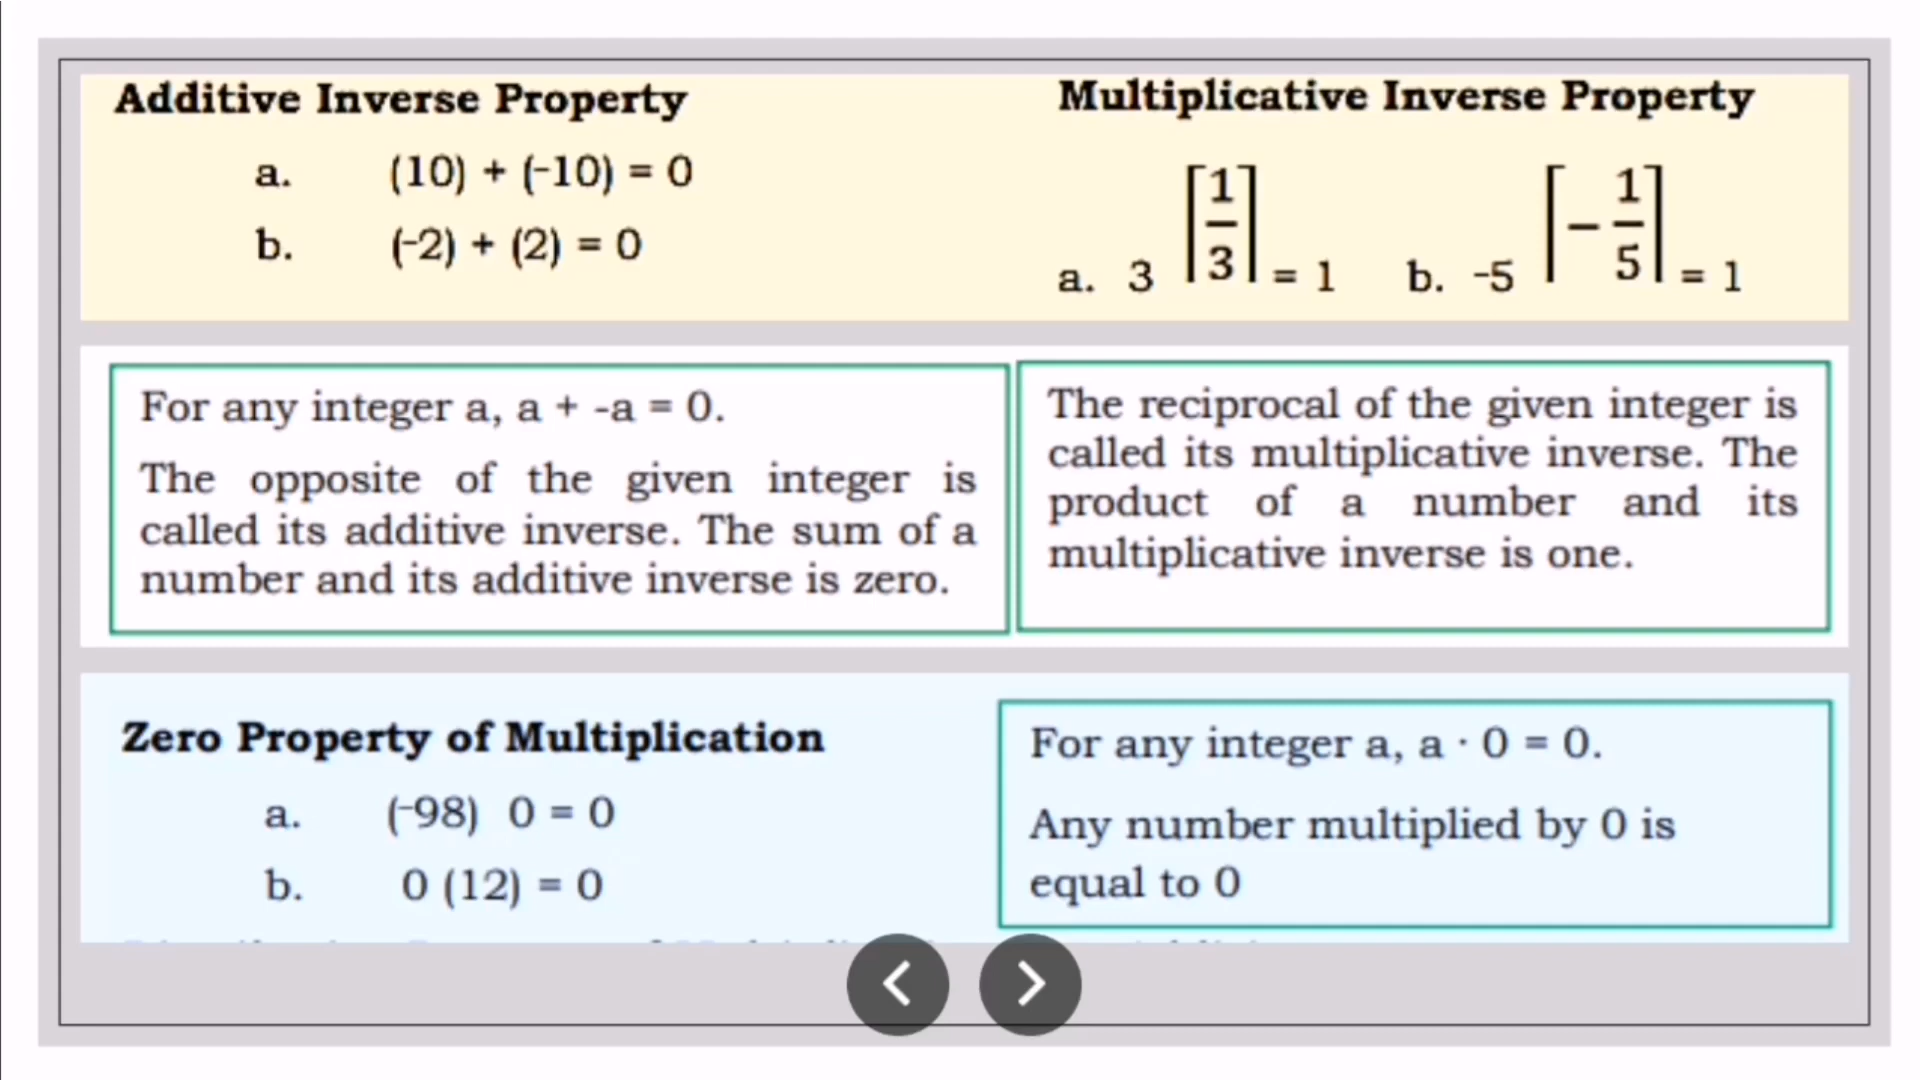 Additive Inverse Property
a. (10) + (-10) = 0
b. (-2) + (2) = 0
Multiplicative Inverse Property
a. 3 ⌈1/3⌉ = 1 b. -5 ⌈-1/5⌉ = 1
For any integer a, a + -a = 0.
The opposite of the given integer is
called its additive inverse. The sum of a
number and its additive inverse is zero.
The reciprocal of the given integer is
called its multiplicative inverse. The
product of a number and its
multiplicative inverse is one.
Zero Property of Multiplication
a. (-98) 0 = 0
b. 0 (12) = 0
For any integer a, a · 0 = 0.
Any number multiplied by 0 is
equal to 0